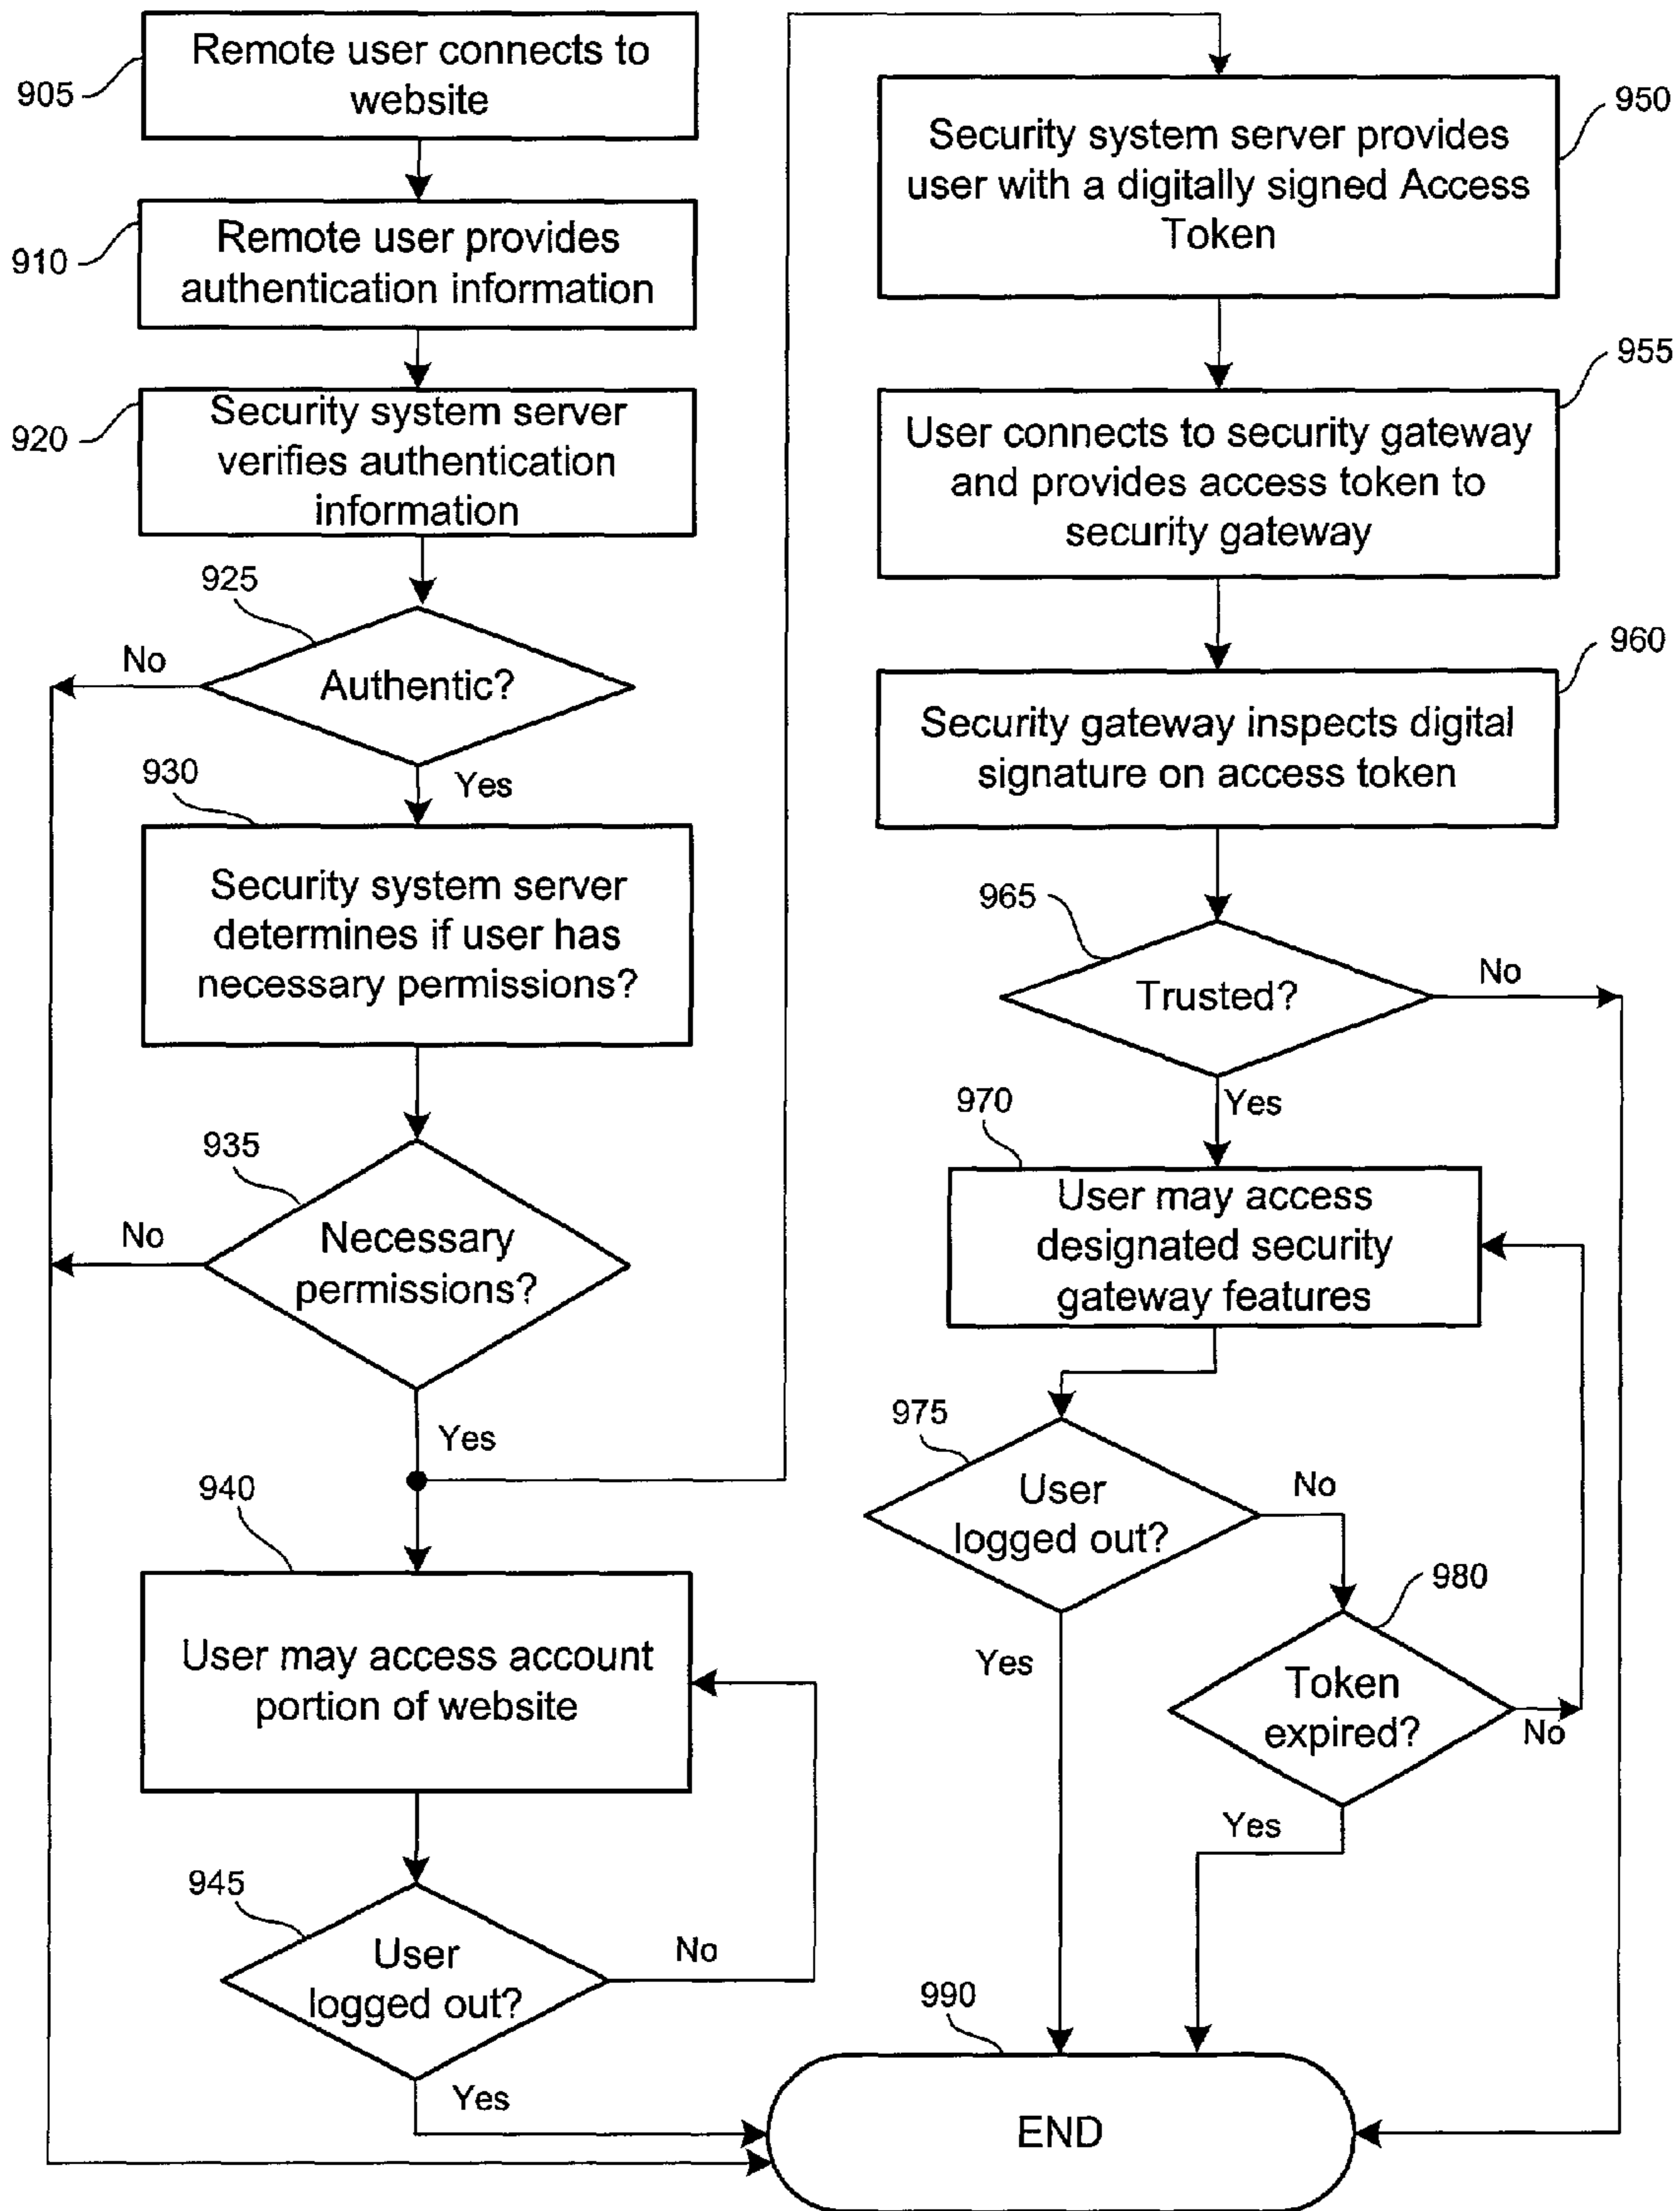 905
Remote user connects to
website
910
Remote user provides
authentication information
920
Security system server
verifies authentication
information
925
Authentic?
No
Yes
930
Security system server
determines if user has
necessary permissions?
935
Necessary
permissions?
No
Yes
940
User may access account
portion of website
945
User
logged out?
No
Yes
950
Security system server provides
user with a digitally signed Access
Token
955
User connects to security gateway
and provides access token to
security gateway
960
Security gateway inspects digital
signature on access token
965
Trusted?
No
Yes
970
User may access
designated security
gateway features
975
User
logged out?
No
Yes
980
Token
expired?
No
Yes
990
END